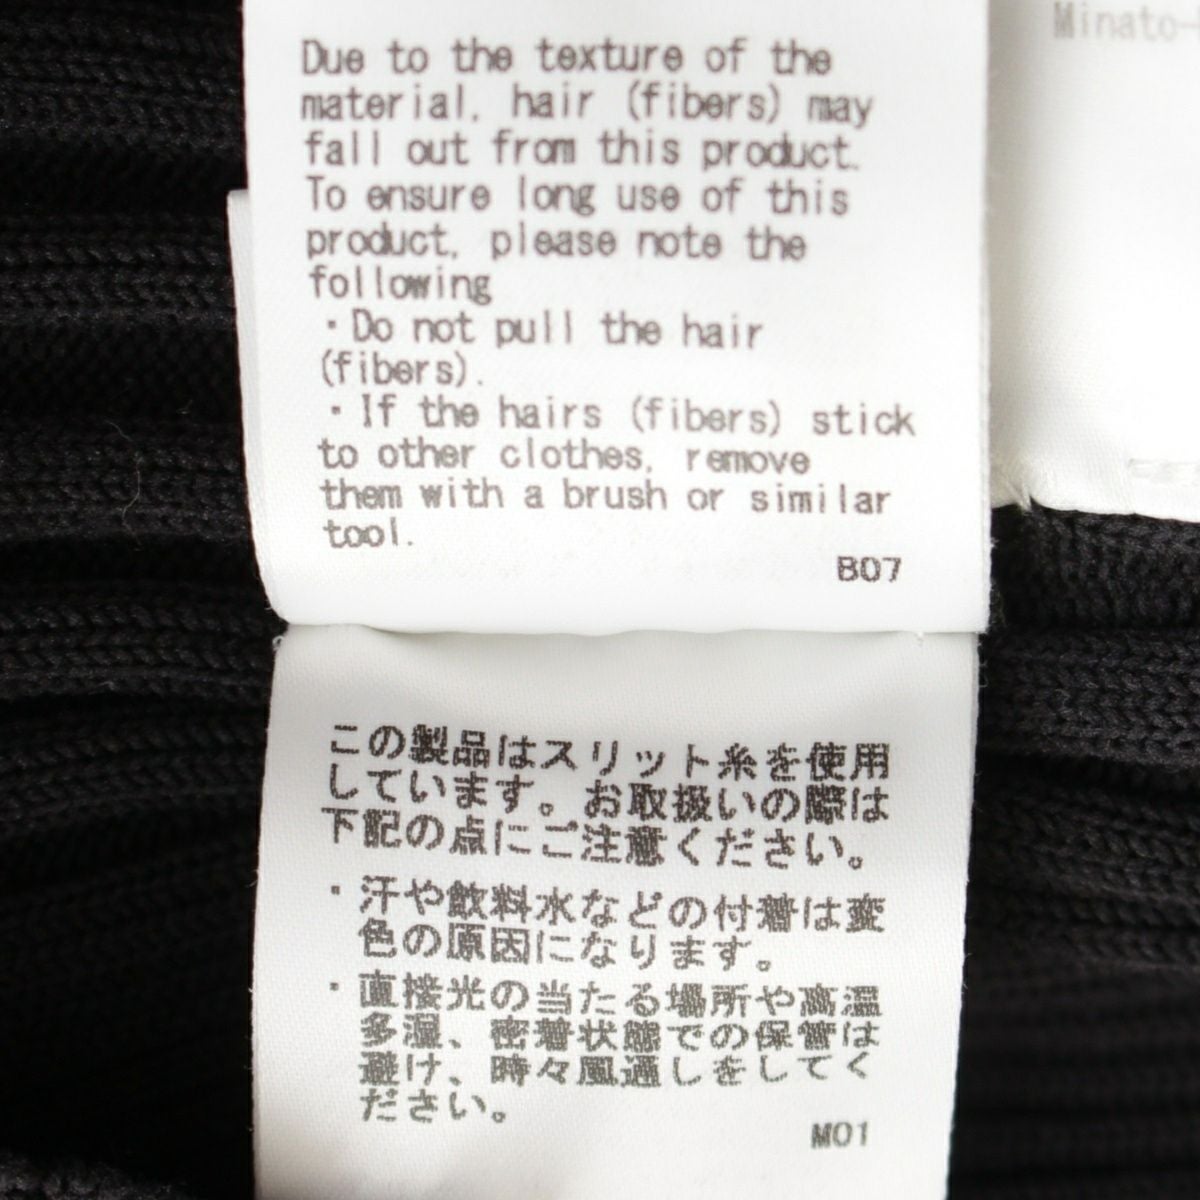 Minato-
Due to the texture of the
material, hair (fibers) may
fall out from this product.
To ensure long use of this
product, please note the
following
・Do not pull the hair
(fibers).
・If the hairs (fibers) stick
to other clothes, remove
them with a brush or similar
tool.
B07
この製品はスリット糸を使用
しています。お取扱いの際は
下記の点にご注意ください。
・汗や飲料水などの付着は変
色の原因になります。
・直接光の当たる場所や高温
多湿、密着状態での保管は
避け、時々風通しをしてく
ださい。
M01